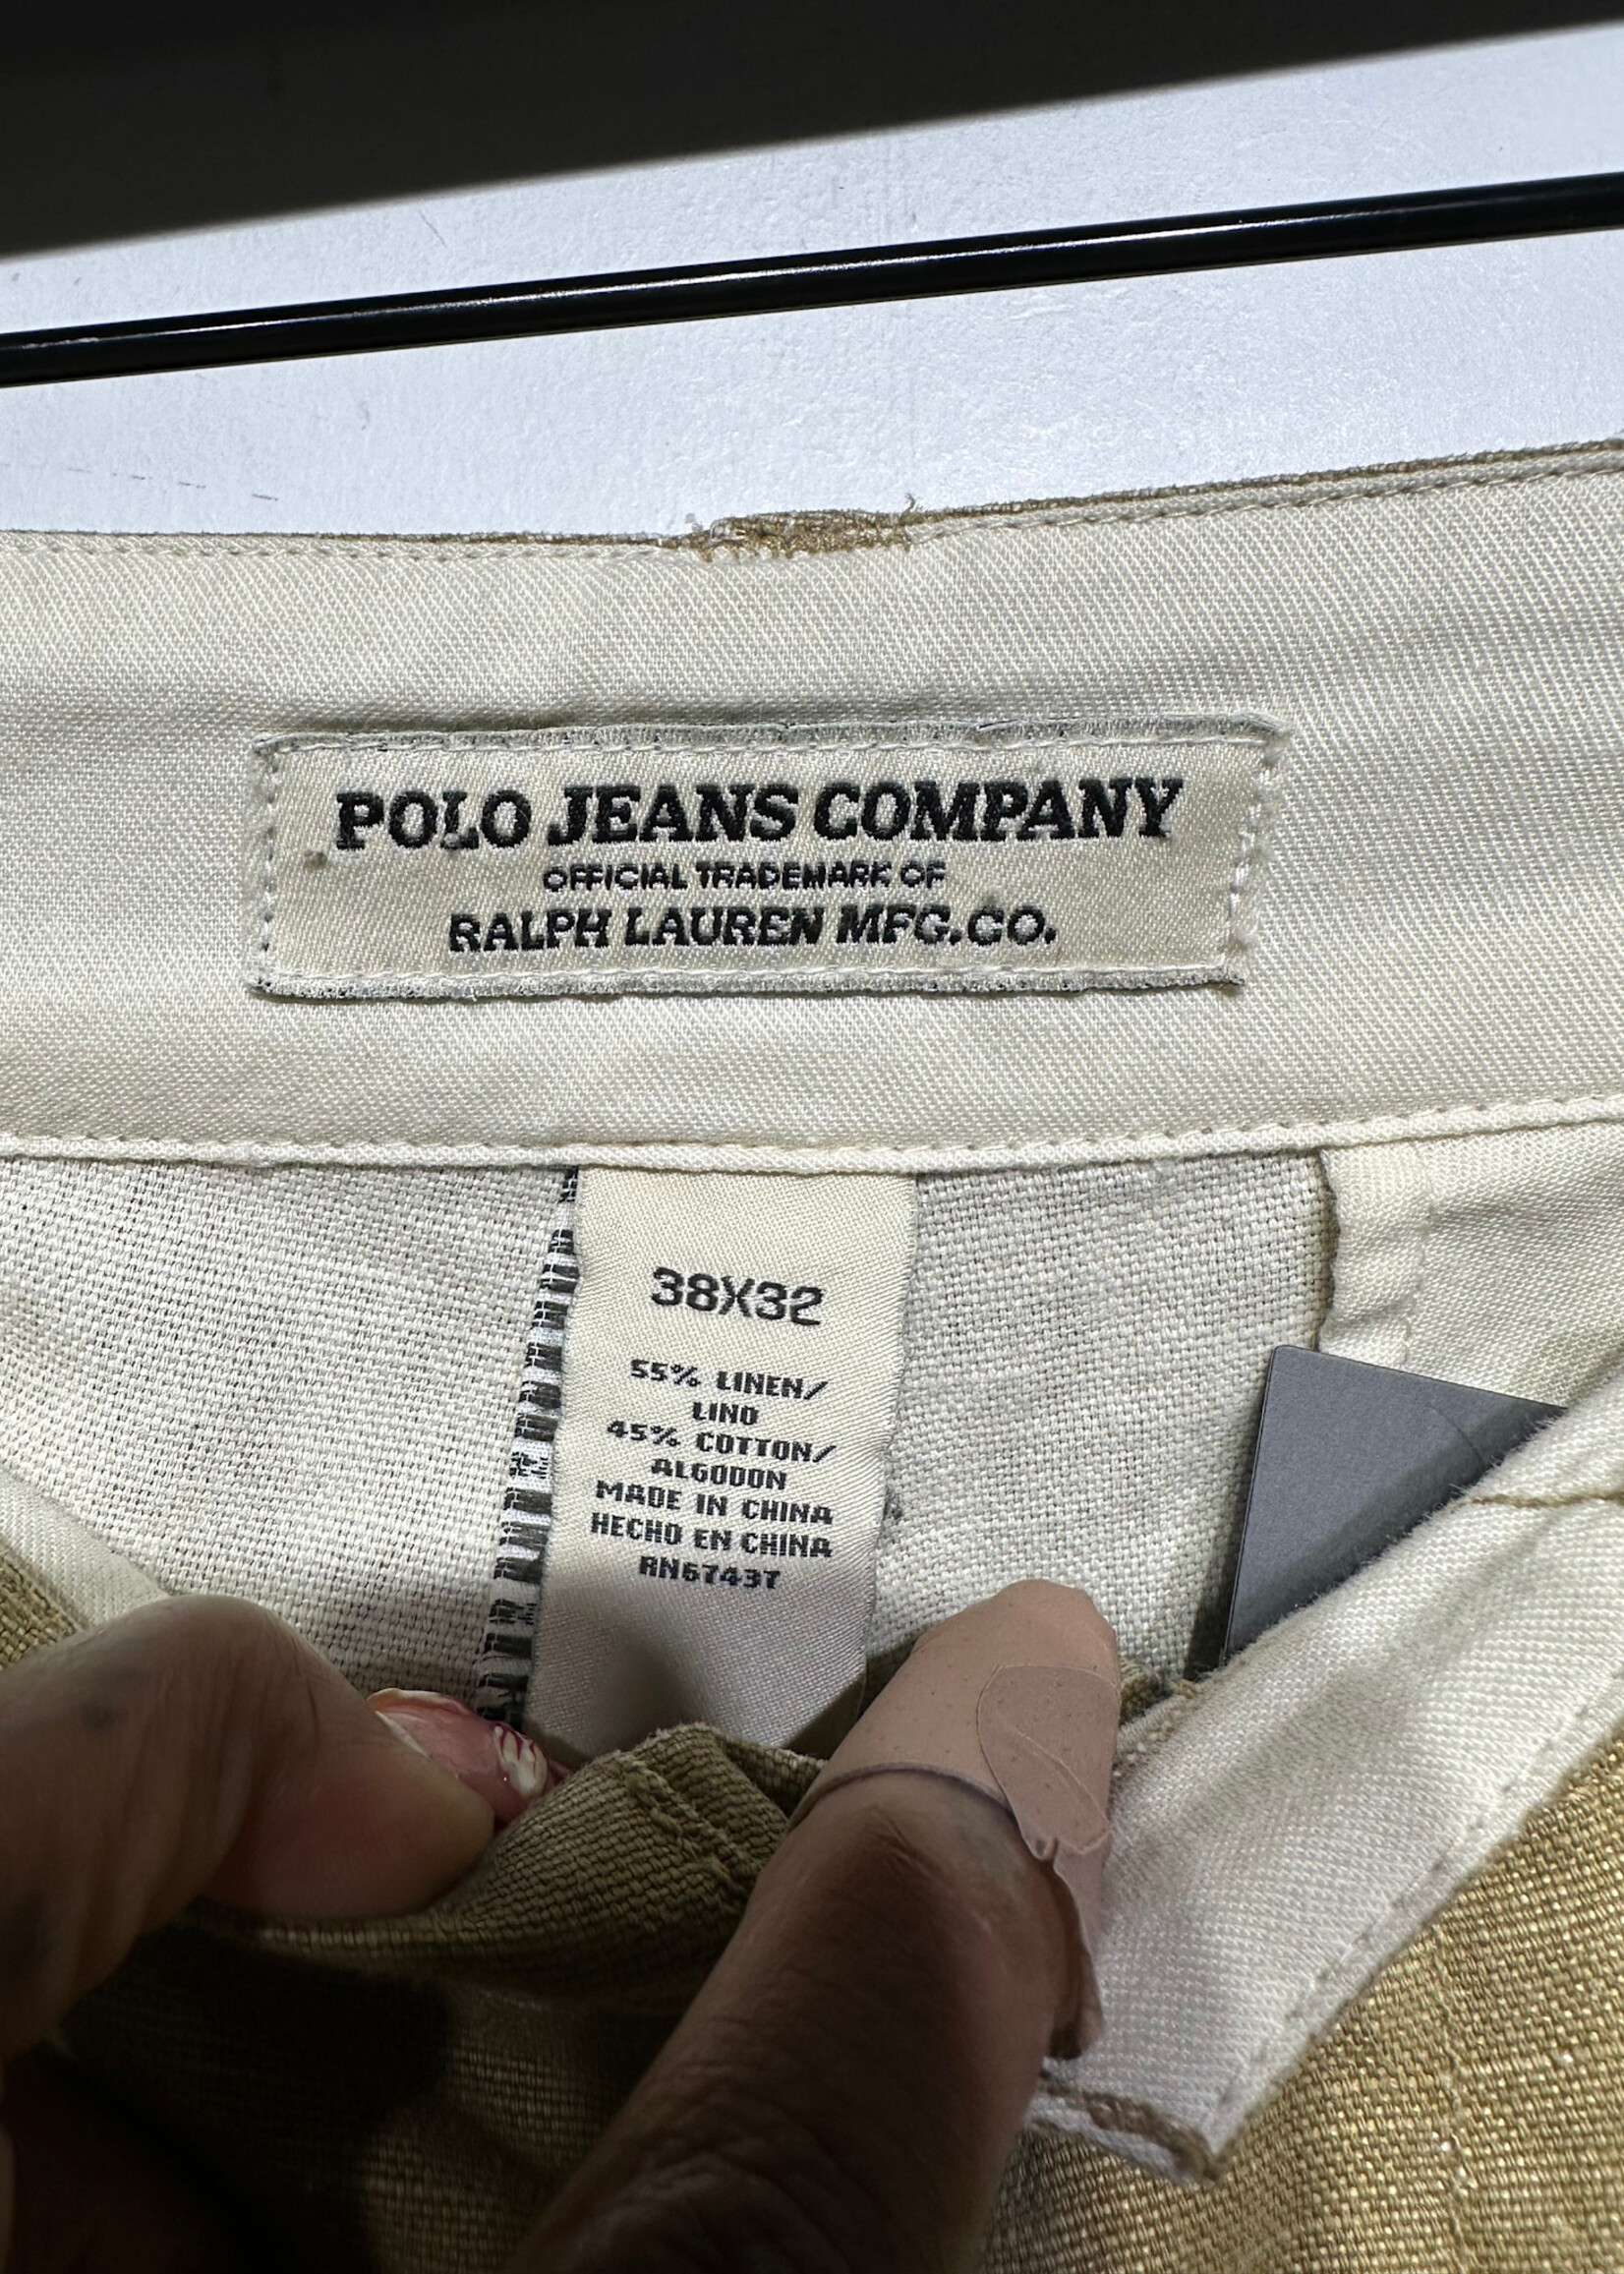 POLO JEANS COMPANY
OFFICIAL TRADEMARK OF
RALPH LAUREN MFG.CO.
38X32
55% LINEN/
LINO
45% COTTON/
ALGODON
MADE IN CHINA
HECHO EN CHINA
RN67437